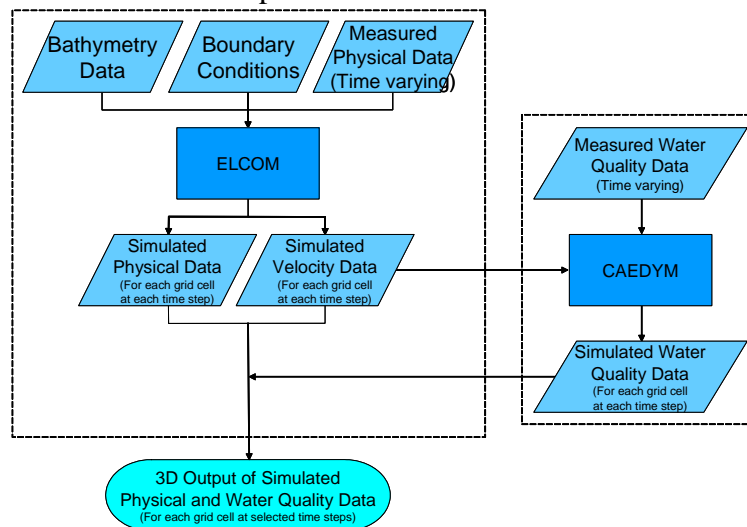 Bathymetry
Data
Boundary
Conditions
Measured
Physical Data
(Time varying)
ELCOM
Measured Water
Quality Data
(Time varying)
Simulated
Physical Data
(For each grid cell
at each time step)
Simulated
Velocity Data
(For each grid cell
at each time step)
CAEDYM
Simulated Water
Quality Data
(For each grid cell
at each time step)
3D Output of Simulated
Physical and Water Quality Data
(For each grid cell at selected time steps)